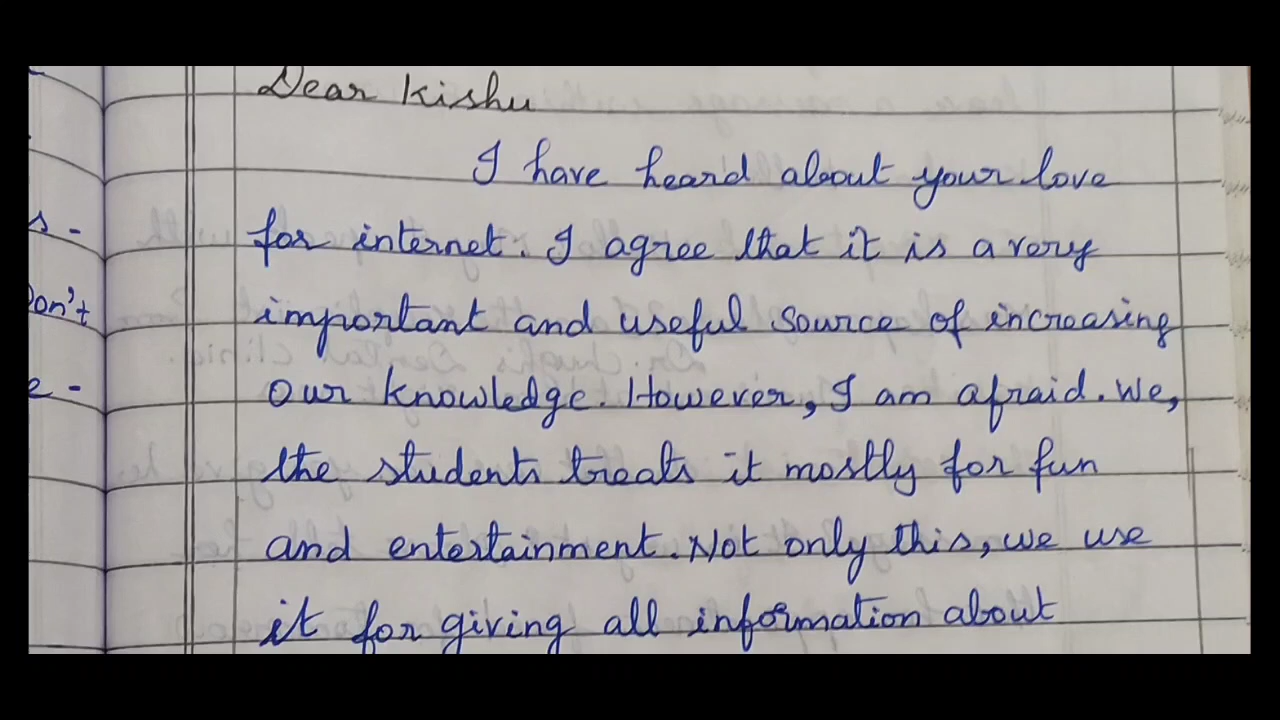 Dear Kishu
I have heard about your love
s -
for internet. I agree that it is a very
Don't
important and useful source of increasing
e -
our knowledge. However, I am afraid. We,
the students treats it mostly for fun
and entertainment. Not only this, we use
it for giving all information about